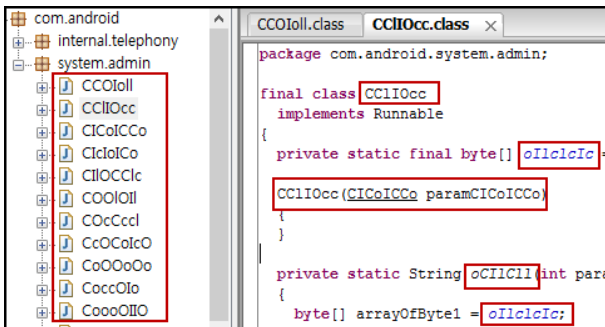 com.android
internal.telephony
system.admin
CCOIoll
CClIOcc
CICoICCo
CIcIoICo
CIlOCClc
COOlOIl
COcCccl
CcOCoIcO
CoOOoOo
CoccOIo
CoooOIIO
CCOIoll.class
CClIOcc.class
package com.android.system.admin;
final class CClIOcc
implements Runnable
{
private static final byte[] oIlclcIc =
CClIOcc(CICoICCo paramCICoICCo)
{
}
private static String oCIlCll(int para
{
byte[] arrayOfByte1 = oIlclcIc;